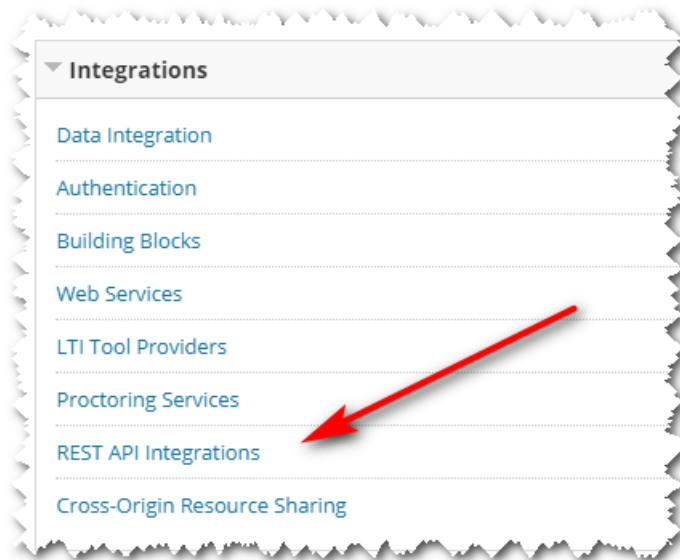 Integrations
Data Integration
Authentication
Building Blocks
Web Services
LTI Tool Providers
Proctoring Services
REST API Integrations
Cross-Origin Resource Sharing